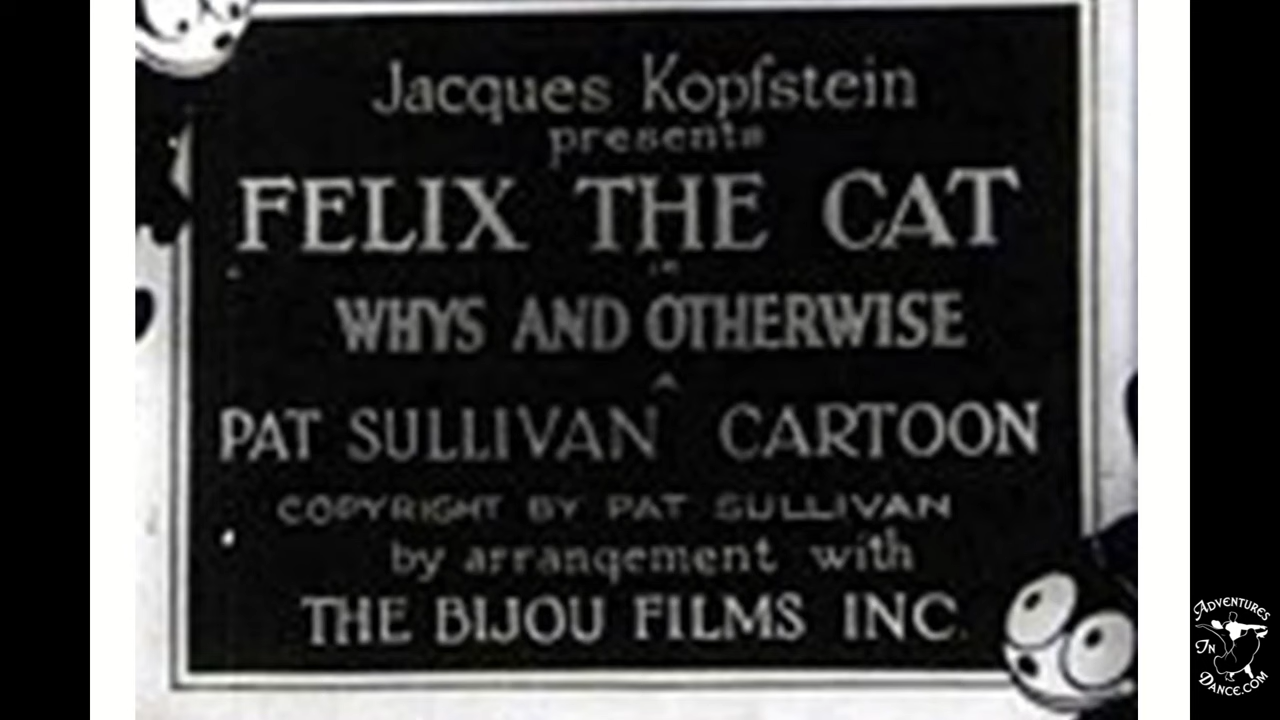 Jacques Kopfstein
presents
FELIX THE CAT
in
WHYS AND OTHERWISE
A
PAT SULLIVAN CARTOON
COPYRIGHT BY PAT SULLIVAN
by arrangement with
THE BIJOU FILMS INC.
ADVENTURES
IN
DANCE.COM